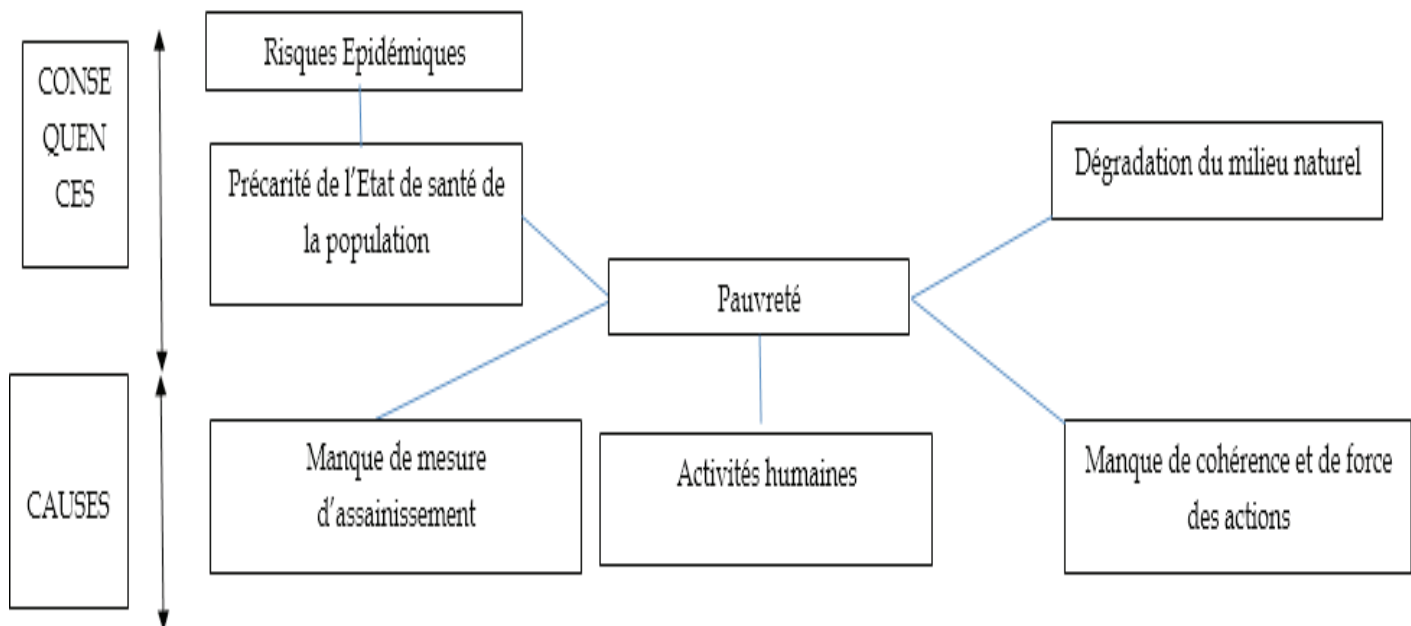 CONSE
QUEN
CES
Risques Epidémiques
Précarité de l'Etat de santé de
la population
Dégradation du milieu naturel
Pauvreté
CAUSES
Manque de mesure
d'assainissement
Activités humaines
Manque de cohérence et de force
des actions